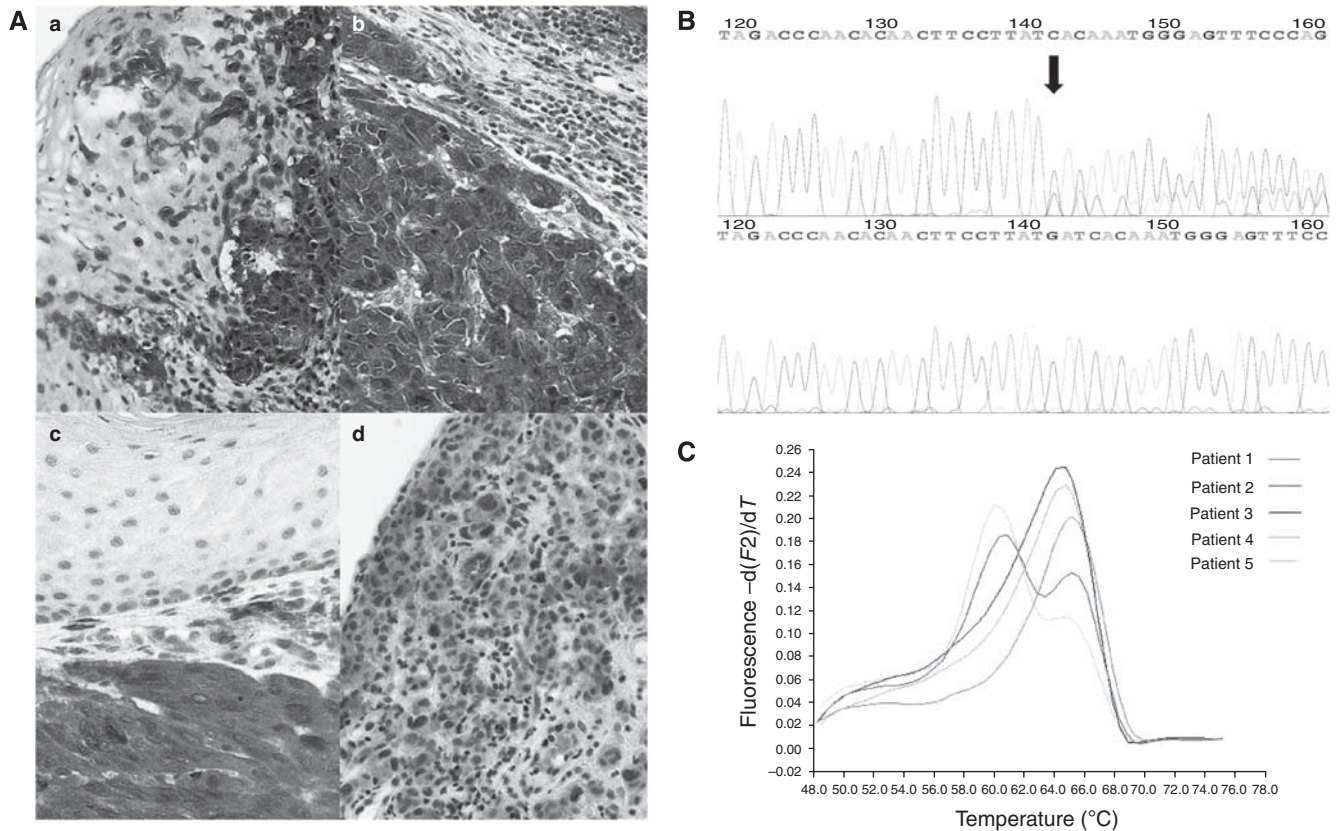 A
a
b
c
d
B
120 130 140 150 160
TAGACCCAACACAACTTCCTTATCACAAATGGGAGTTTCCCAG
120 130 140 150 160
TAGACCCAACACAACTTCCTTATGATCACAAATGGGAGTTTCC
C
Fluorescence –d(F2)/dT
0.26
0.24
0.22
0.20
0.18
0.16
0.14
0.12
0.10
0.08
0.06
0.04
0.02
0.00
–0.02
Patient 1
Patient 2
Patient 3
Patient 4
Patient 5
48.0 50.0 52.0 54.0 56.0 58.0 60.0 62.0 64.0 66.0 68.0 70.0 72.0 74.0 76.0 78.0
Temperature (°C)